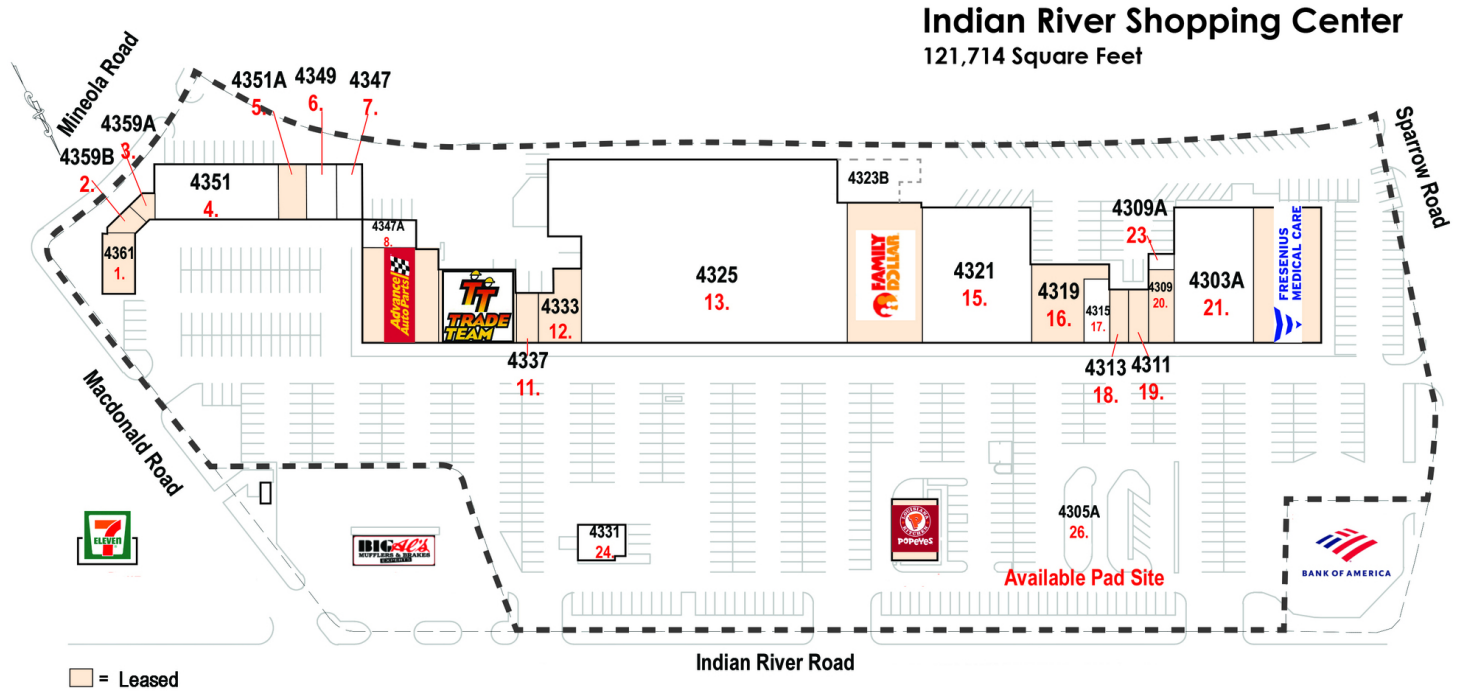 Indian River Shopping Center
121,714 Square Feet
Mineola Road
Sparrow Road
4351A
5.
4349
6.
4347
7.
4359A
3.
4359B
2.
4351
4.
4361
1.
4347A
8.
Advance
Auto Parts
TT
TRADE
TEAM
4337
11.
4333
12.
4325
13.
4323B
FAMILY
DOLLAR
4321
15.
4319
16.
4315
17.
4313
18.
4311
19.
4309A
23.
4309
20.
4303A
21.
FRESENIUS
MEDICAL CARE
Macdonald Road
7
ELEVEN
BIG Al's
MUFFLERS & BRAKES
EXPERTS
4331
24.
LOUISIANA
KITCHEN
POPEYES
4305A
26.
Available Pad Site
BANK OF AMERICA
Indian River Road
= Leased